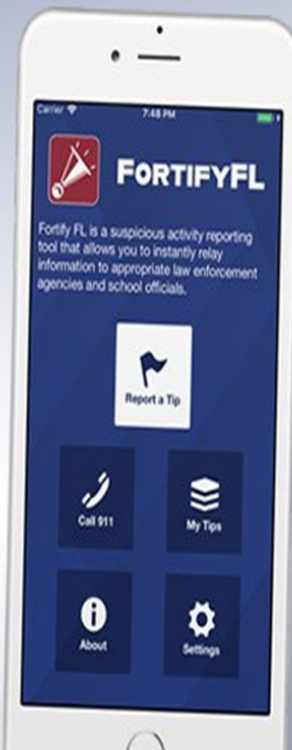 Carrier 7:48 PM
FORTIFYFL
Fortify FL is a suspicious activity reporting
tool that allows you to instantly relay
information to appropriate law enforcement
agencies and school officials.
Report a Tip
Call 911
My Tips
About
Settings